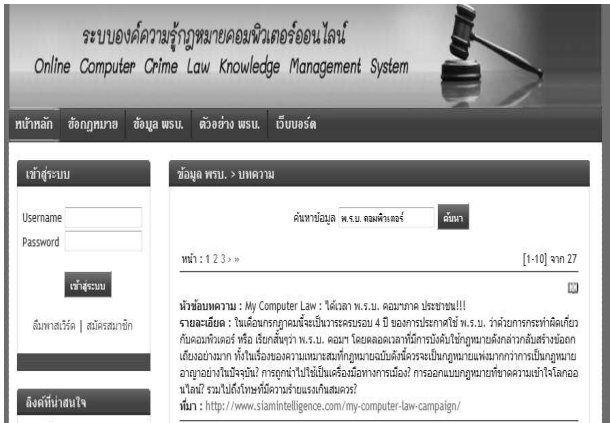 ระบบองค์ความรู้กฎหมายคอมพิวเตอร์ออนไลน์
Online Computer Crime Law Knowledge Management System
หน้าหลัก ข้อกฎหมาย ข้อมูล พรบ. ตัวอย่าง พรบ. เว็บบอร์ด
เข้าสู่ระบบ
Username
Password
เข้าสู่ระบบ
ลืมพาสเวิร์ด | สมัครสมาชิก
ลิงค์ที่น่าสนใจ
ข้อมูล พรบ. > บทความ
ค้นหาข้อมูล พ.ร.บ. คอมพิวเตอร์ ค้นหา
หน้า : 1 2 3 › » [1-10] จาก 27
หัวข้อบทความ : My Computer Law : ได้เวลา พ.ร.บ. คอมฯภาค ประชาชน!!!
รายละเอียด : ในเดือนกรกฎาคมนี้จะเป็นวาระครบรอบ 4 ปี ของการประกาศใช้ พ.ร.บ. ว่าด้วยการกระทำผิดเกี่ยว
กับคอมพิวเตอร์ หรือ เรียกสั้นๆว่า พ.ร.บ. คอมฯ โดยตลอดเวลาที่มีการบังคับใช้กฎหมายดังกล่าวกลับสร้างข้อถก
เถียงอย่างมาก ทั้งในเรื่องของความเหมาะสมที่กฎหมายฉบับดังนี้ควรจะเป็นกฎหมายแพ่งมากกว่าการเป็นกฎหมาย
อาญาอย่างในปัจจุบัน? การถูกนำไปใช้เป็นเครื่องมือทางการเมือง? การออกแบบกฎหมายที่ขาดความเข้าใจโลกออ
นไลน์? รวมไปถึงโทษที่มีความร้ายแรงเกินสมควร?
ที่มา : http://www.siamintelligence.com/my-computer-law-campaign/